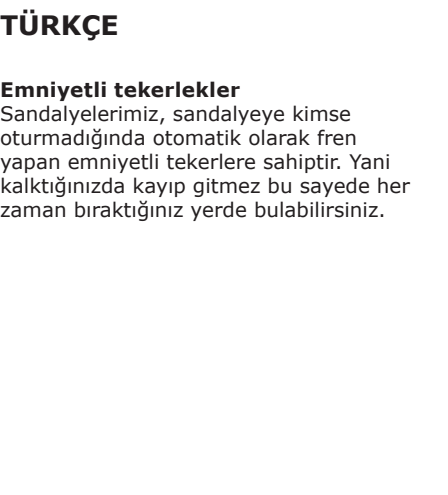 TÜRKÇE
Emniyetli tekerlekler
Sandalyelerimiz, sandalyeye kimse
oturmadığında otomatik olarak fren
yapan emniyetli tekerlere sahiptir. Yani
kalktığınızda kayıp gitmez bu sayede her
zaman bıraktığınız yerde bulabilirsiniz.